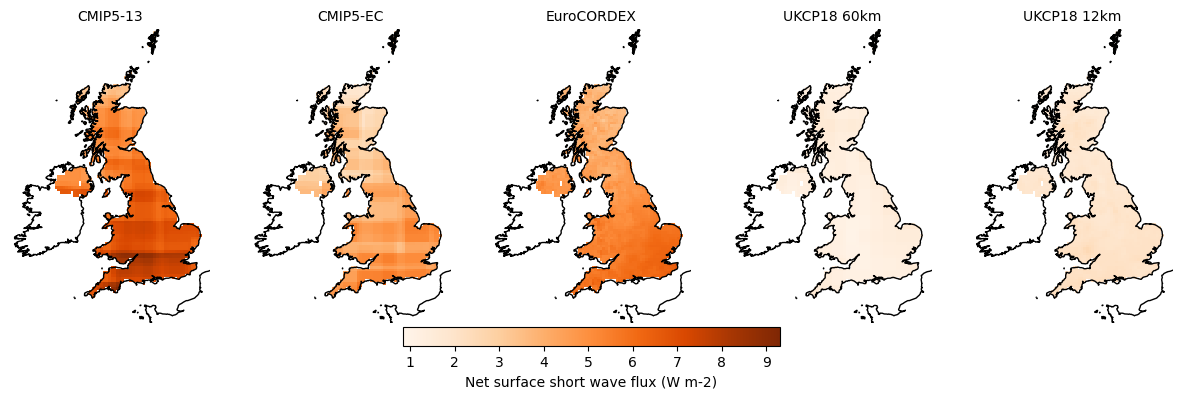 CMIP5-13 CMIP5-EC EuroCORDEX UKCP18 60km UKCP18 12km
1 2 3 4 5 6 7 8 9
Net surface short wave flux (W m-2)